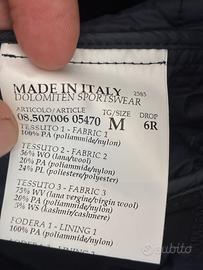 MADE IN ITALY 2585
DOLOMITEN SPORTSWEAR
ARTICOLO/ARTICLE TG/SIZE DROP
08.507006 05470 M 6R
TESSUTO 1 - FABRIC 1
100% PA (poliammide/nylon)
TESSUTO 2 - FABRIC 2
56% WO (lana/wool)
20% PA (poliammide/nylon)
24% PL (poliestere/polyester)
TESSUTO 3 - FABRIC 3
75% WV (lana vergine/virgin wool)
20% PA (poliammide/nylon)
5% WS (kashmir/cashmere)
FODERA 1 - LINING 1
100% PA (poliammide/nylon)
subito